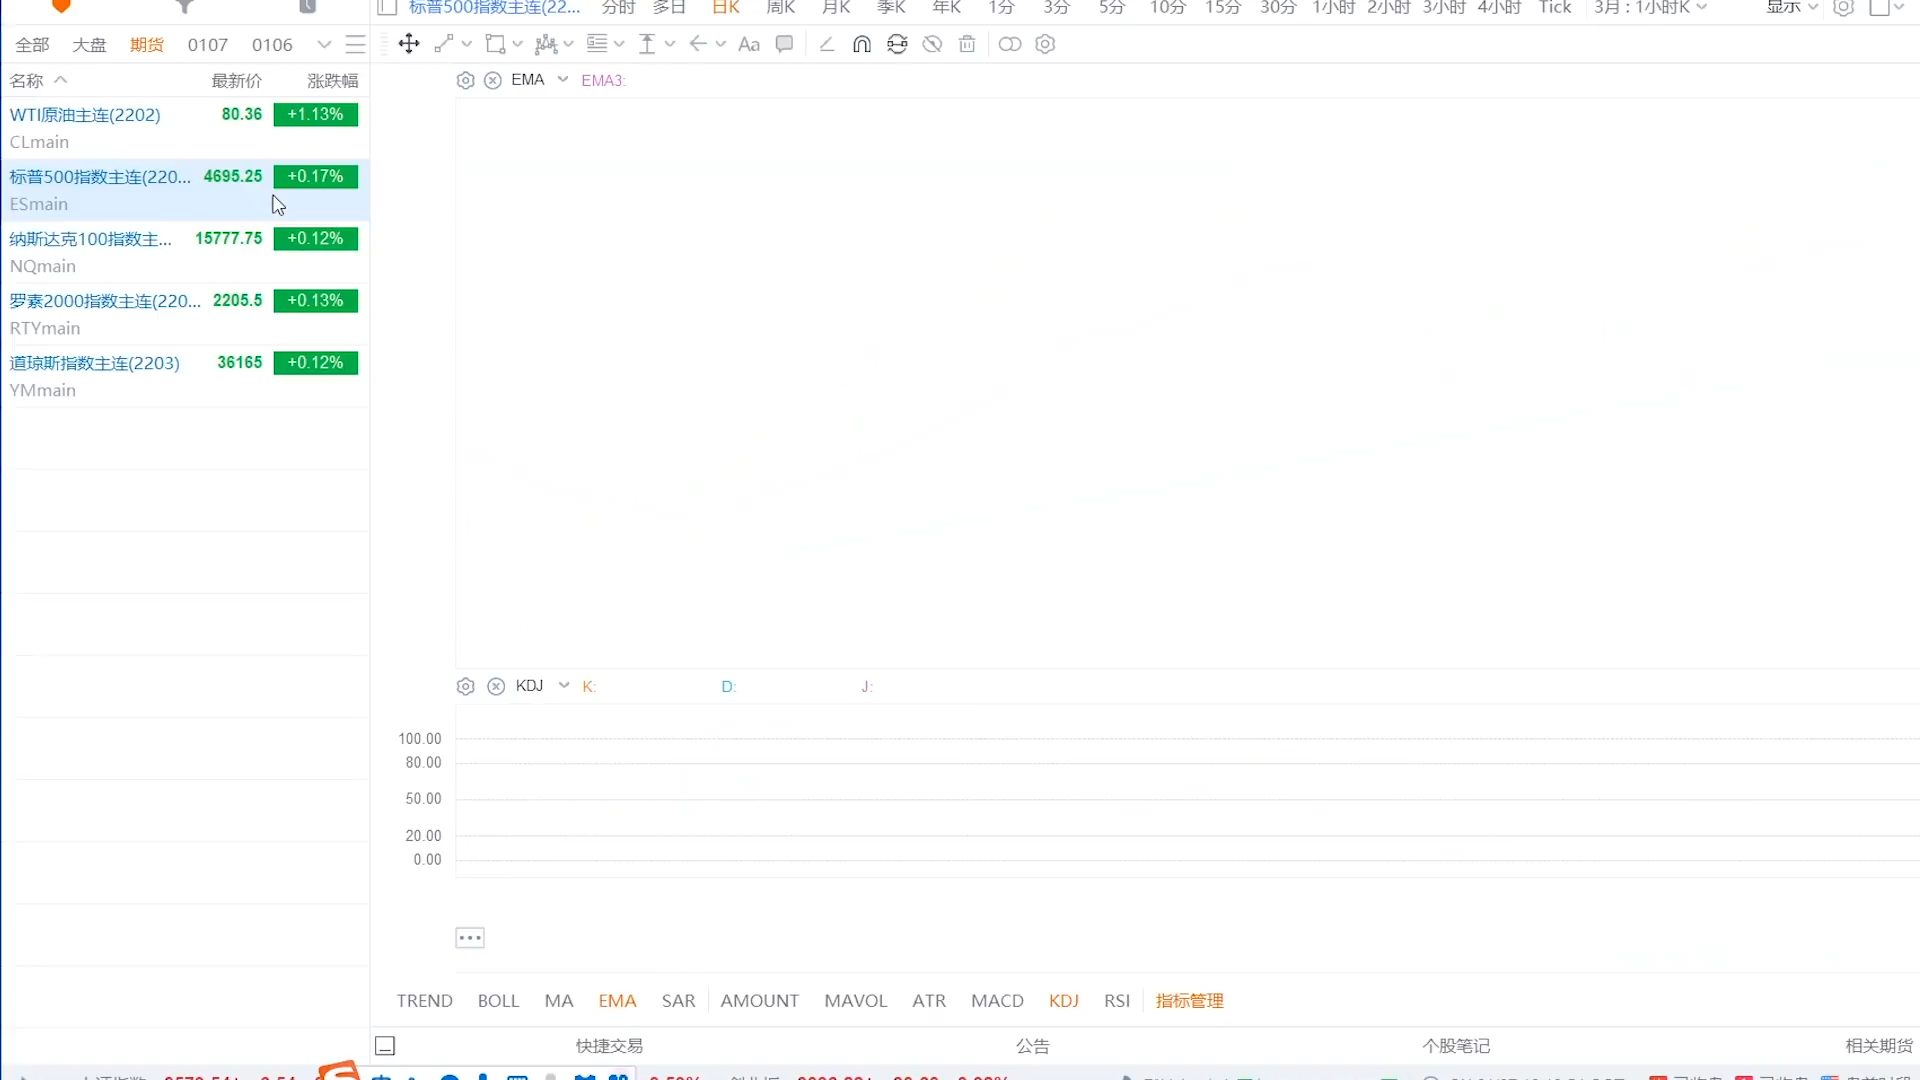 标普500指数主连(22... 分时 多日 日K 周K 月K 季K 年K 1分 3分 5分 10分 15分 30分 1小时 2小时 3小时 4小时 Tick 3月 : 1小时K 显示
全部 大盘 期货 0107 0106
Aa
名称 最新价 涨跌幅
EMA EMA3:
WTI原油主连(2202) 80.36 +1.13%
CLmain
标普500指数主连(220... 4695.25 +0.17%
ESmain
纳斯达克100指数主... 15777.75 +0.12%
NQmain
罗素2000指数主连(220... 2205.5 +0.13%
RTYmain
道琼斯指数主连(2203) 36165 +0.12%
YMmain
KDJ K: D: J:
100.00
80.00
50.00
20.00
0.00
TREND BOLL MA EMA SAR AMOUNT MAVOL ATR MACD KDJ RSI 指标管理
快捷交易 公告 个股笔记 相关期货